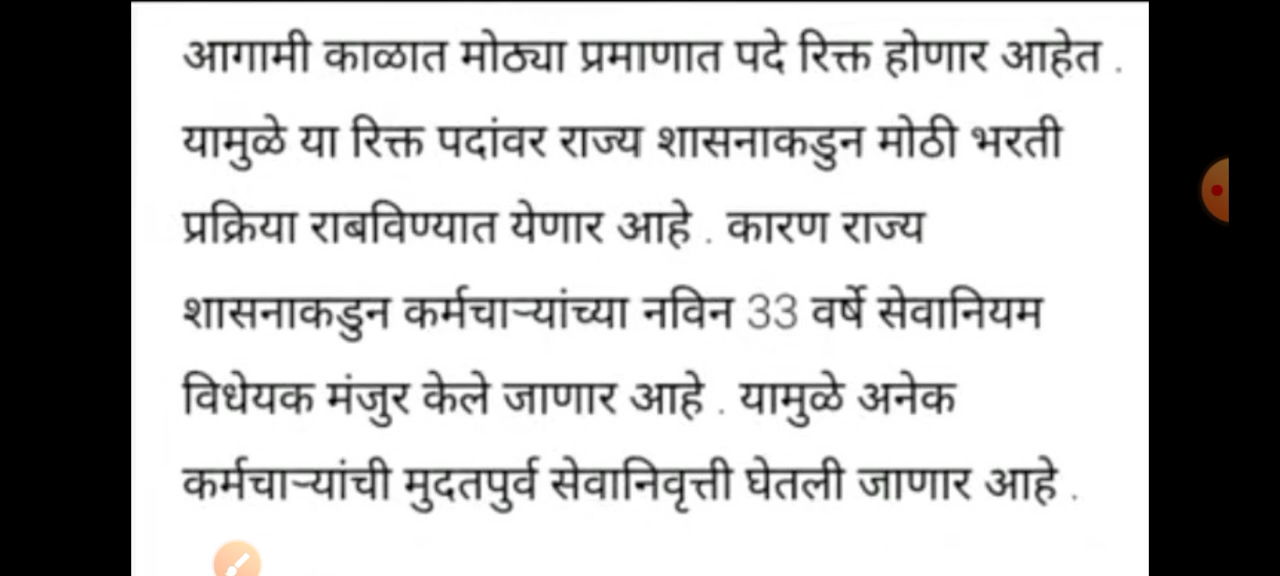 आगामी काळात मोठ्या प्रमाणात पदे रिक्त होणार आहेत .
यामुळे या रिक्त पदांवर राज्य शासनाकडुन मोठी भरती
प्रक्रिया राबविण्यात येणार आहे . कारण राज्य
शासनाकडुन कर्मचाऱ्यांच्या नविन 33 वर्षे सेवानियम
विधेयक मंजुर केले जाणार आहे . यामुळे अनेक
कर्मचाऱ्यांची मुदतपुर्व सेवानिवृत्ती घेतली जाणार आहे .